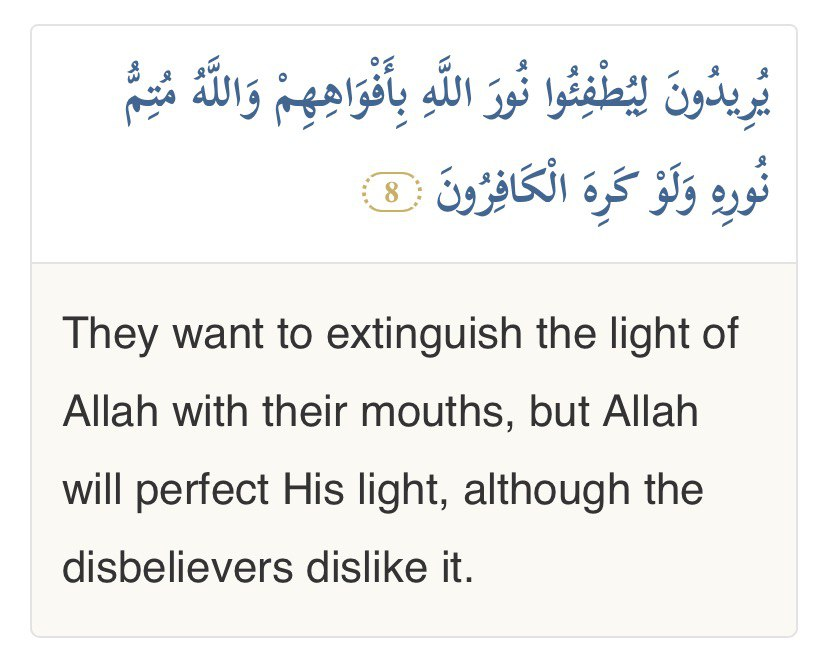 يُرِيدُونَ لِيُطْفِئُوا نُورَ اللَّهِ بِأَفْوَاهِهِمْ وَاللَّهُ مُتِمُّ
نُورِهِ وَلَوْ كَرِهَ الْكَافِرُونَ 8
They want to extinguish the light of
Allah with their mouths, but Allah
will perfect His light, although the
disbelievers dislike it.